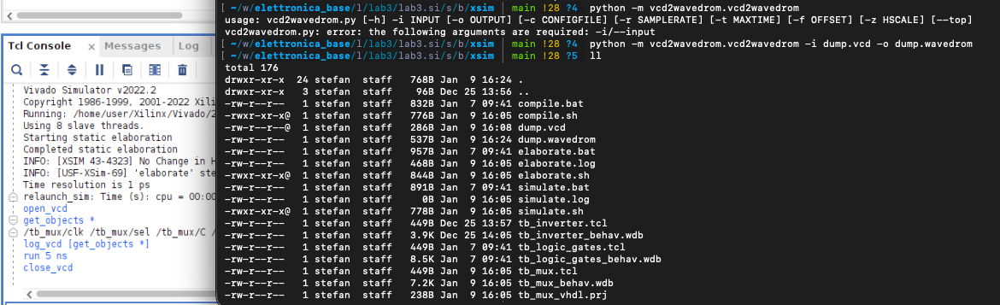 Tcl Console × Messages Log
Vivado Simulator v2022.2
Copyright 1986-1999, 2001-2022 Xili
Running: /home/user/Xilinx/Vivado/2
Using 8 slave threads.
Starting static elaboration
Completed static elaboration
INFO: [XSIM 43-4323] No Change in H
INFO: [USF-XSim-69] 'elaborate' ste
Time resolution is 1 ps
relaunch_sim: Time (s): cpu = 00:00
open_vcd
get_objects *
/tb_mux/clk /tb_mux/sel /tb_mux/C /
log_vcd [get_objects *]
run 5 ns
close_vcd
[ ~/w/elettronica_base/l/lab3/lab3.si/s/b/xsim | main !28 ?4 python -m vcd2wavedrom.vcd2wavedrom
usage: vcd2wavedrom.py [-h] -i INPUT [-o OUTPUT] [-c CONFIGFILE] [-r SAMPLERATE] [-t MAXTIME] [-f OFFSET] [-z HSCALE] [--top]
vcd2wavedrom.py: error: the following arguments are required: -i/--input
[ ~/w/elettronica_base/l/lab3/lab3.si/s/b/xsim | main !28 ?4 python -m vcd2wavedrom.vcd2wavedrom -i dump.vcd -o dump.wavedrom
[ ~/w/elettronica_base/l/lab3/lab3.si/s/b/xsim | main !28 ?5 ll
total 176
drwxr-xr-x 24 stefan staff 768B Jan 9 16:24 .
drwxr-xr-x 3 stefan staff 96B Dec 25 13:56 ..
-rw-r--r-- 1 stefan staff 832B Jan 7 09:41 compile.bat
-rwxr-xr-x@ 1 stefan staff 776B Jan 9 16:05 compile.sh
-rw-r--r--@ 1 stefan staff 286B Jan 9 16:08 dump.vcd
-rw-r--r-- 1 stefan staff 537B Jan 9 16:24 dump.wavedrom
-rw-r--r-- 1 stefan staff 957B Jan 7 09:41 elaborate.bat
-rw-r--r-- 1 stefan staff 468B Jan 9 16:05 elaborate.log
-rwxr-xr-x@ 1 stefan staff 844B Jan 9 16:05 elaborate.sh
-rw-r--r-- 1 stefan staff 891B Jan 7 09:41 simulate.bat
-rw-r--r-- 1 stefan staff 0B Jan 9 16:05 simulate.log
-rwxr-xr-x@ 1 stefan staff 778B Jan 9 16:05 simulate.sh
-rw-r--r-- 1 stefan staff 449B Dec 25 13:57 tb_inverter.tcl
-rw-r--r-- 1 stefan staff 3.9K Dec 25 14:05 tb_inverter_behav.wdb
-rw-r--r-- 1 stefan staff 449B Jan 7 09:41 tb_logic_gates.tcl
-rw-r--r-- 1 stefan staff 8.5K Jan 7 09:41 tb_logic_gates_behav.wdb
-rw-r--r-- 1 stefan staff 449B Jan 9 16:05 tb_mux.tcl
-rw-r--r-- 1 stefan staff 7.2K Jan 9 16:05 tb_mux_behav.wdb
-rw-r--r-- 1 stefan staff 238B Jan 9 16:05 tb_mux_vhdl.prj